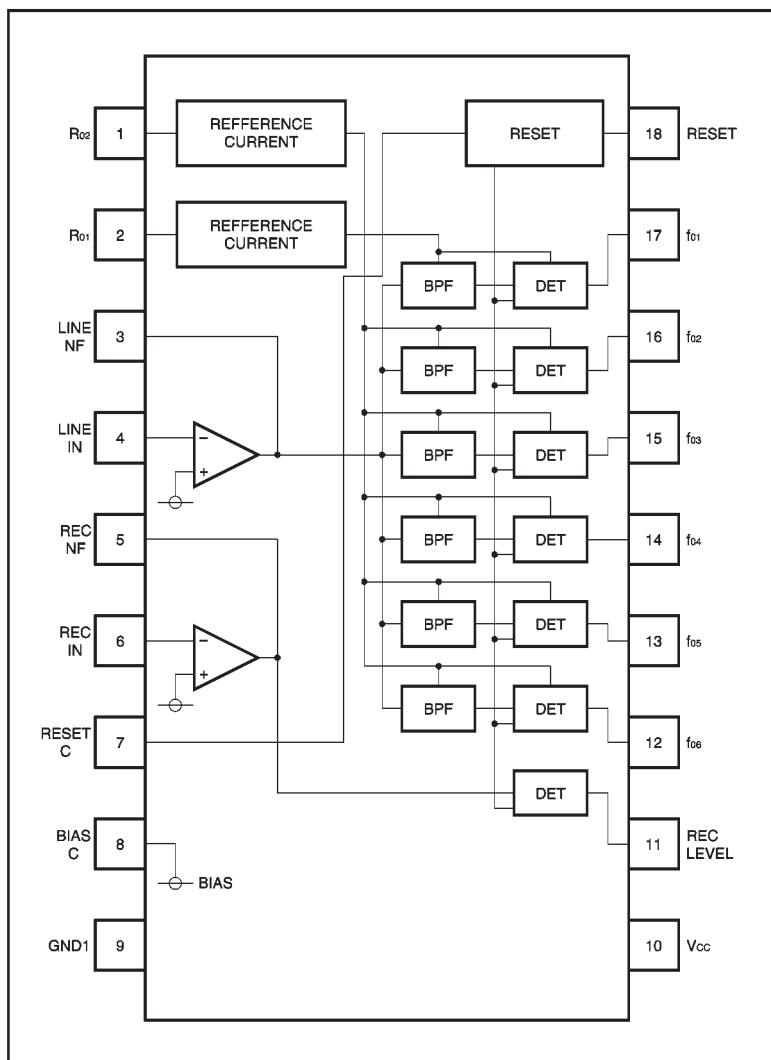 R02
1
REFFERENCE
CURRENT
RESET
18
RESET
R01
2
REFFERENCE
CURRENT
17
f01
BPF
DET
LINE
NF
3
16
f02
BPF
DET
LINE
IN
4
−
+
15
f03
BPF
DET
REC
NF
5
14
f04
BPF
DET
REC
IN
6
−
+
13
f05
BPF
DET
RESET
C
7
12
f06
BPF
DET
DET
BIAS
C
8
BIAS
11
REC
LEVEL
GND1
9
10
VCC